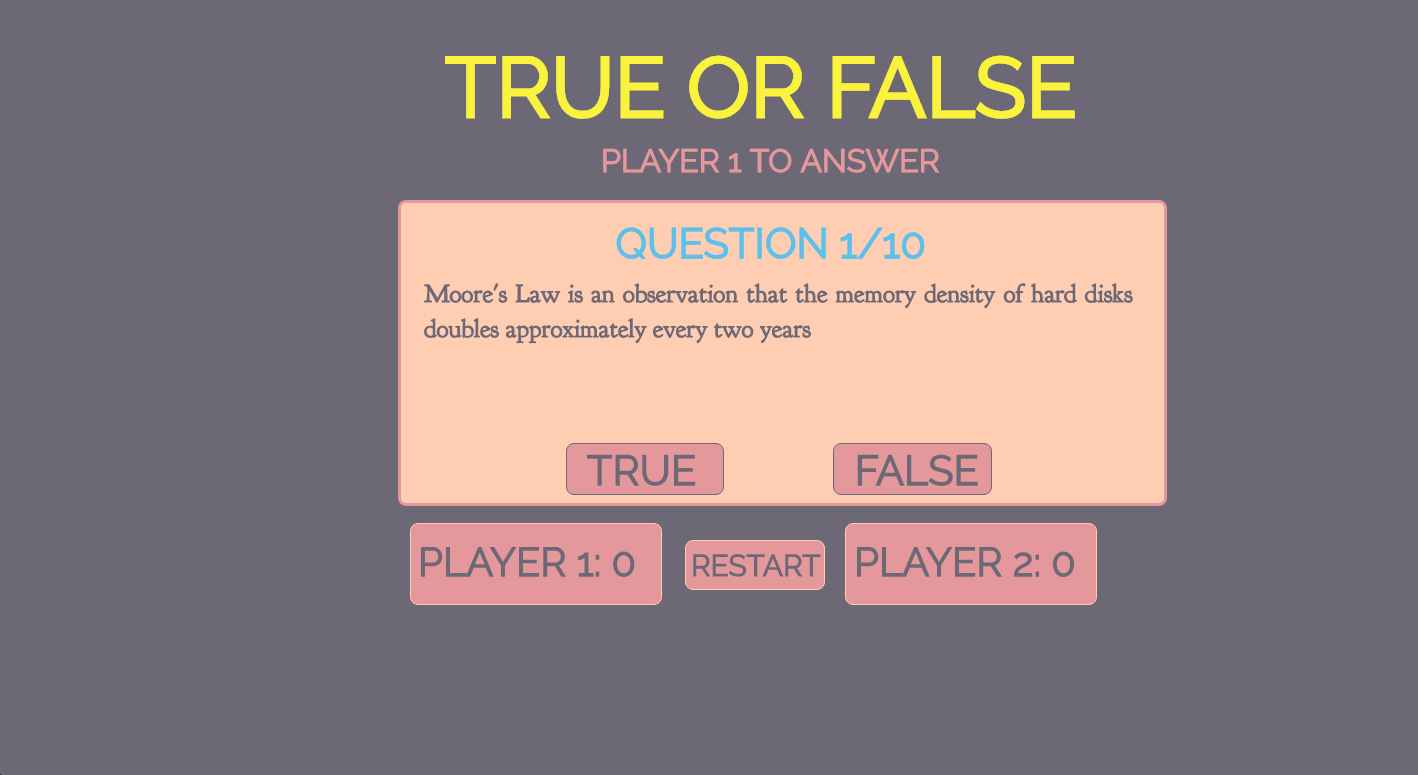 TRUE OR FALSE
PLAYER 1 TO ANSWER
QUESTION 1/10
Moore's Law is an observation that the memory density of hard disks
doubles approximately every two years
TRUE FALSE
PLAYER 1: 0 RESTART PLAYER 2: 0